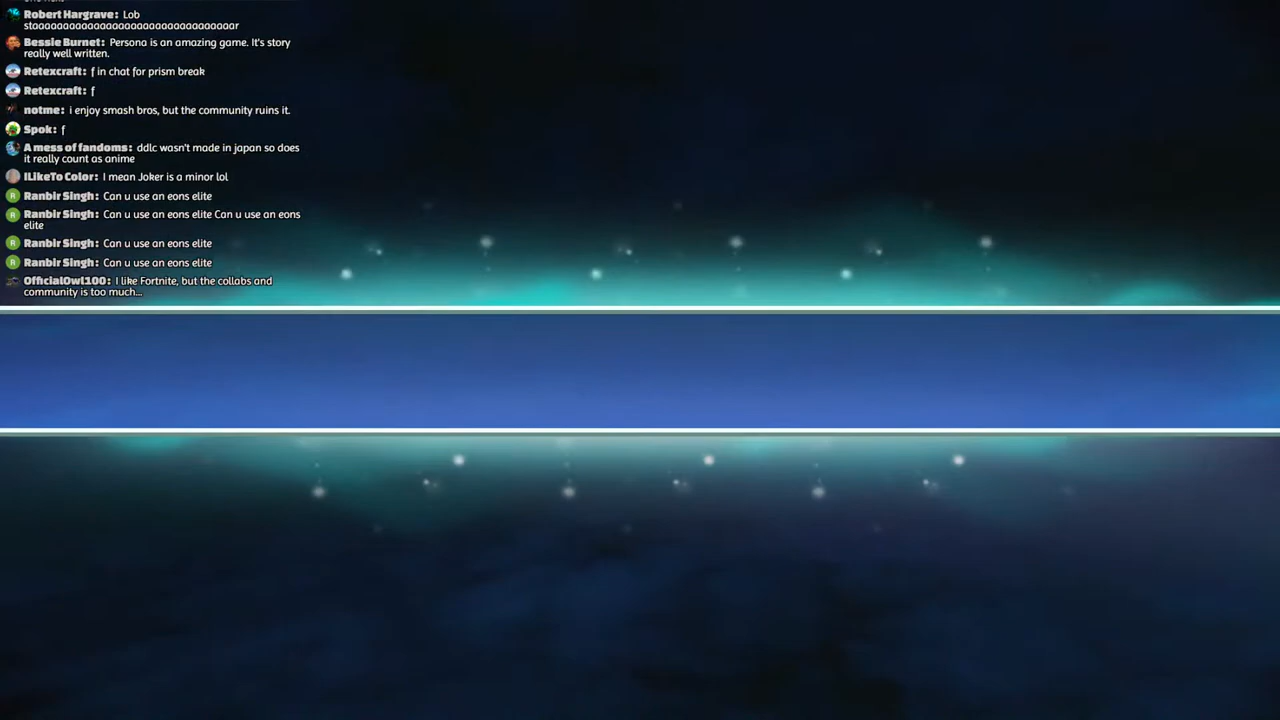 Robert Hargrave: Lob
staaaaaaaaaaaaaaaaaaaaaaaaaaaaaaaaar
Bessie Burnet: Persona is an amazing game. It's story
really well written.
Retexcraft: f in chat for prism break
Retexcraft: f
notme: i enjoy smash bros, but the community ruins it.
Spok: f
A mess of fandoms: ddlc wasn't made in japan so does
it really count as anime
ILikeTo Color: I mean Joker is a minor lol
R Ranbir Singh: Can u use an eons elite
R Ranbir Singh: Can u use an eons elite Can u use an eons
elite
R Ranbir Singh: Can u use an eons elite
R Ranbir Singh: Can u use an eons elite
OfficialOwl100: I like Fortnite, but the collabs and
community is too much...